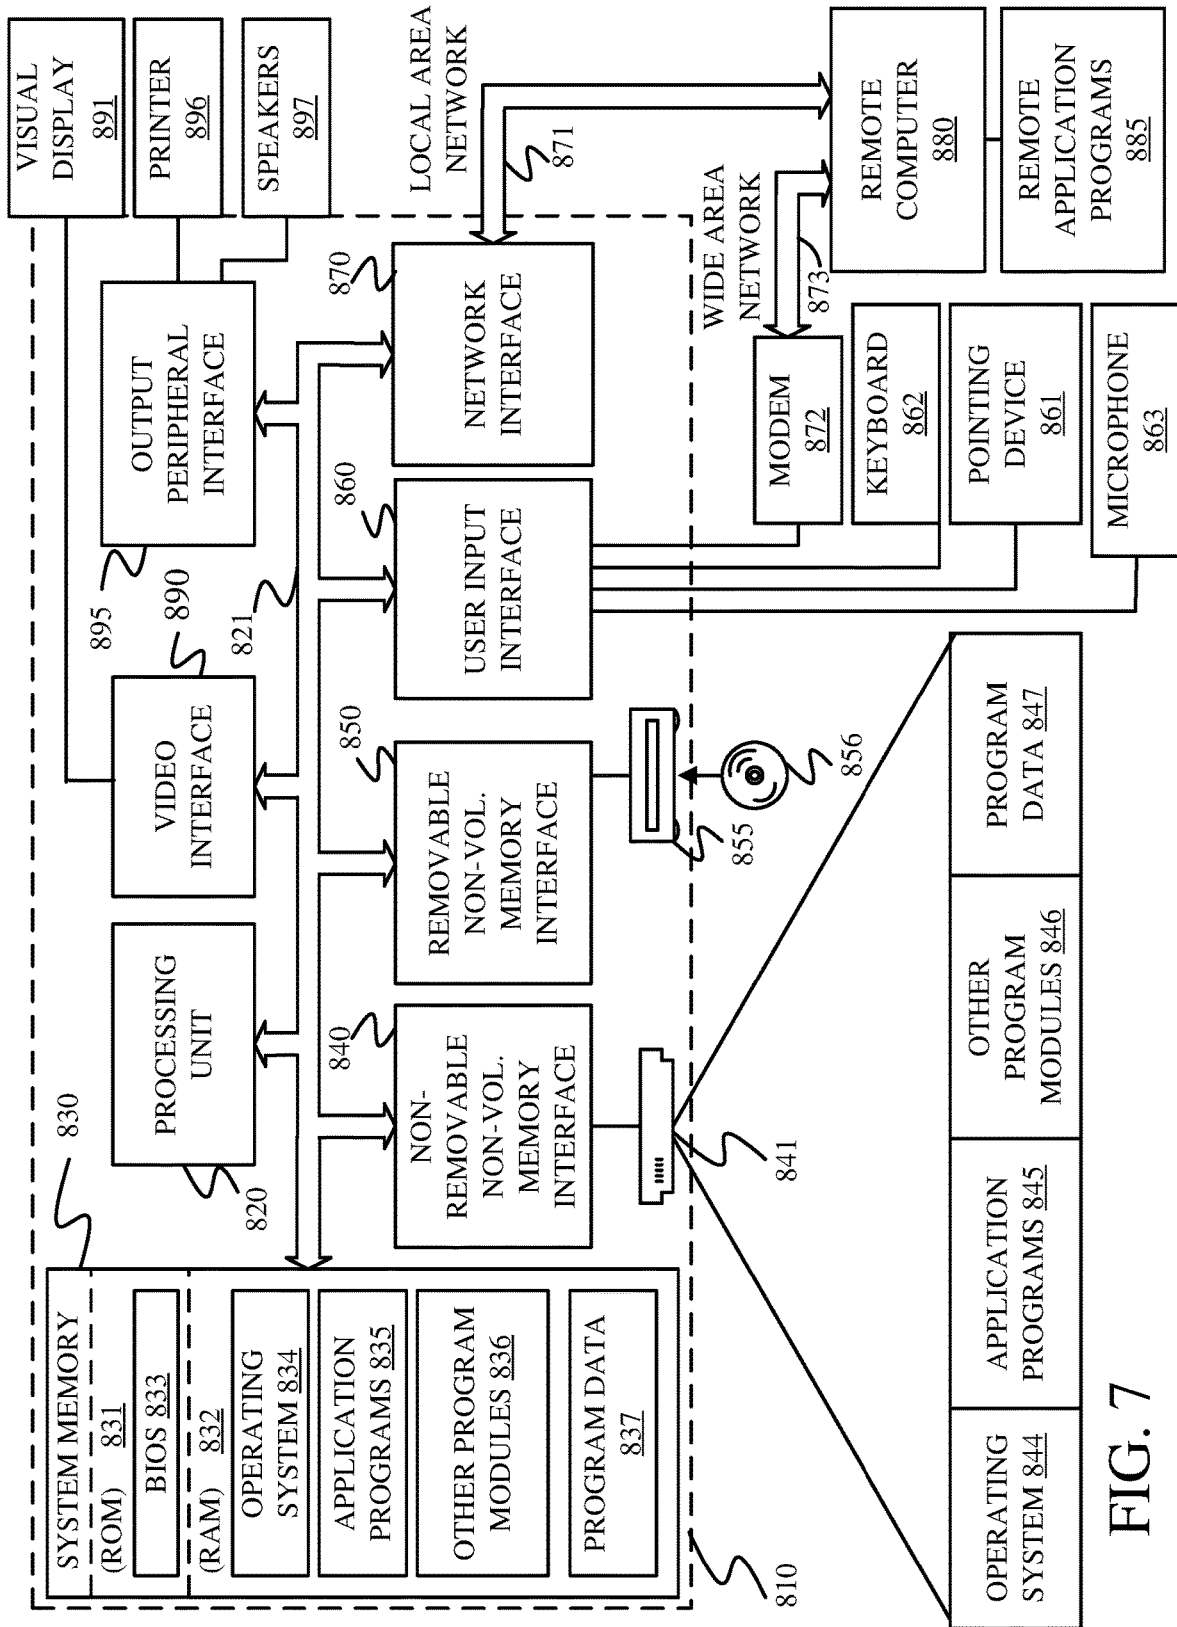 SYSTEM MEMORY
(ROM) 831
BIOS 833
(RAM) 832
OPERATING
SYSTEM 834
APPLICATION
PROGRAMS 835
OTHER PROGRAM
MODULES 836
PROGRAM DATA
837
810
830
PROCESSING
UNIT
820
VIDEO
INTERFACE
890
821
OUTPUT
PERIPHERAL
INTERFACE
895
VISUAL
DISPLAY
891
PRINTER
896
SPEAKERS
897
NON-
REMOVABLE
NON-VOL.
MEMORY
INTERFACE
840
REMOVABLE
NON-VOL.
MEMORY
INTERFACE
850
USER INPUT
INTERFACE
860
NETWORK
INTERFACE
870
LOCAL AREA
NETWORK
871
WIDE AREA
NETWORK
873
841
855
856
MODEM
872
KEYBOARD
862
POINTING
DEVICE
861
MICROPHONE
863
REMOTE
COMPUTER
880
REMOTE
APPLICATION
PROGRAMS
885
OPERATING
SYSTEM 844
APPLICATION
PROGRAMS 845
OTHER
PROGRAM
MODULES 846
PROGRAM
DATA 847
FIG. 7